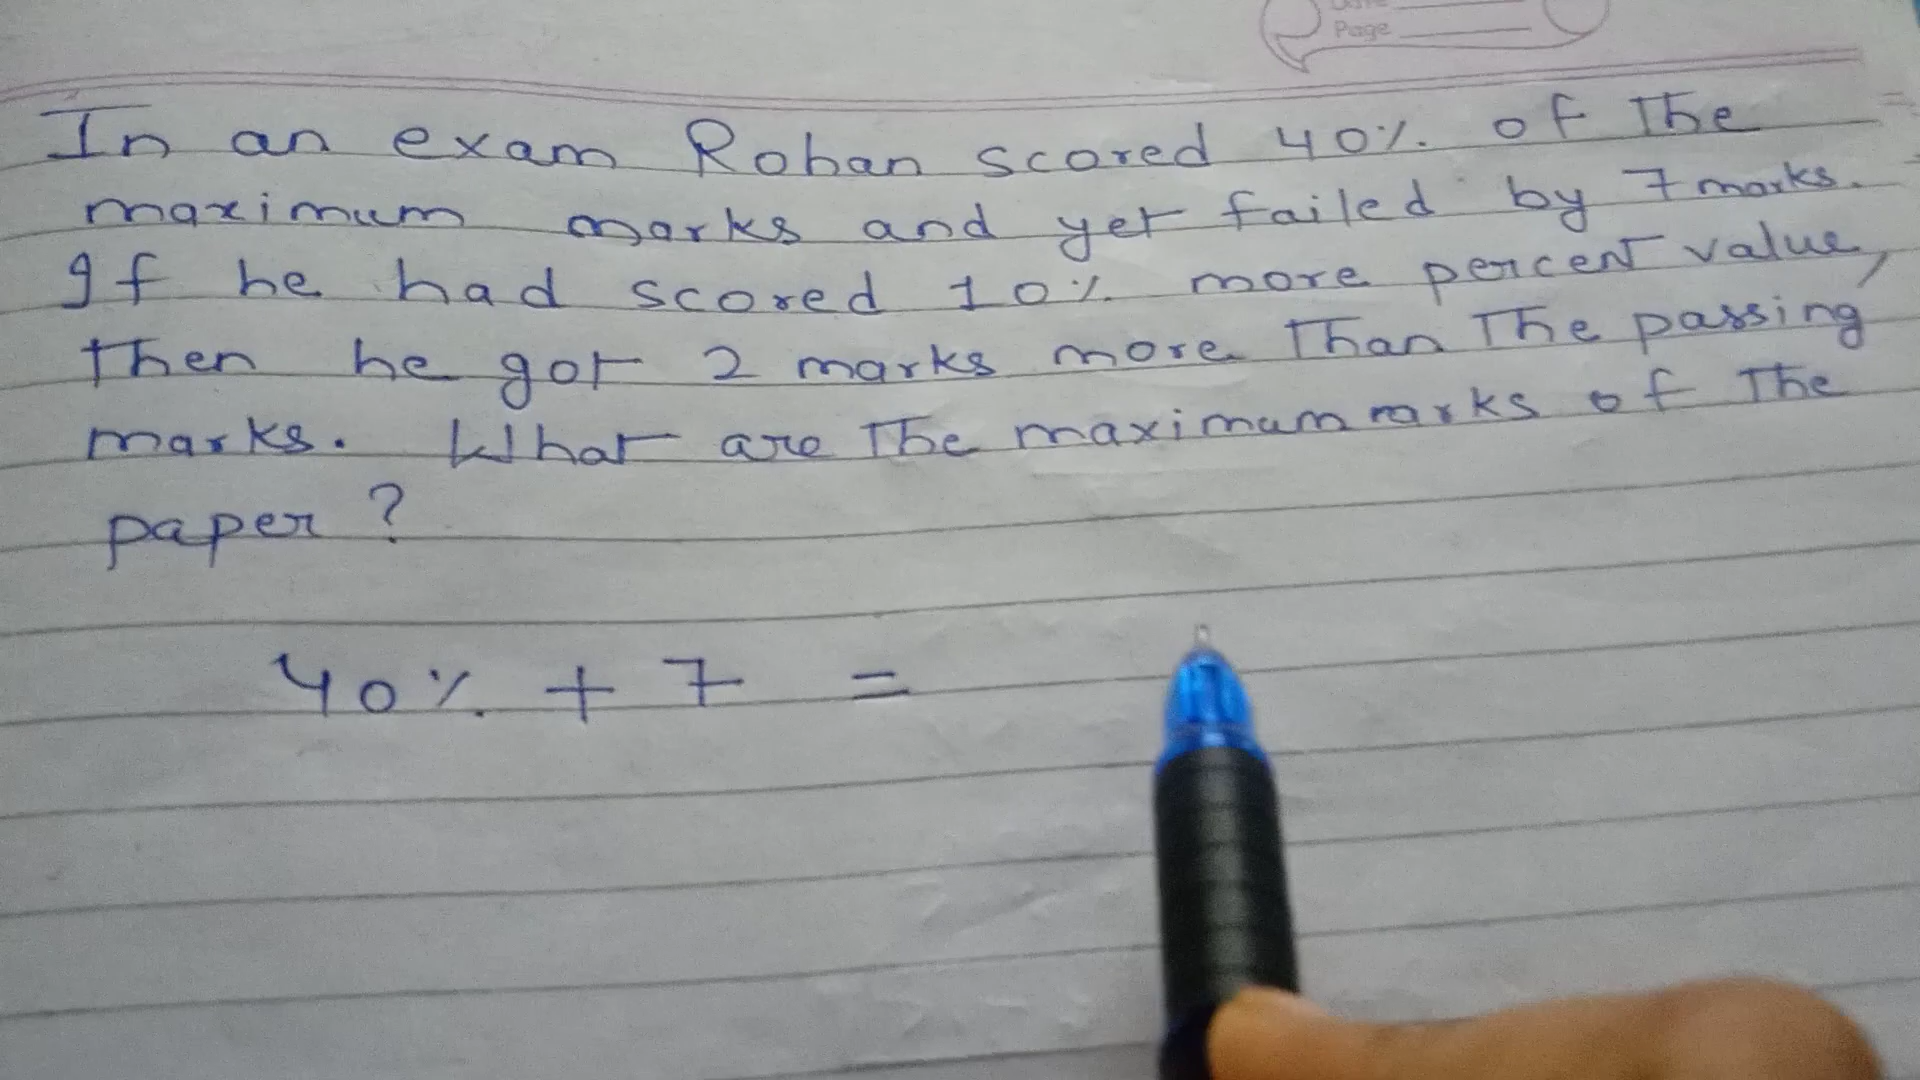 Page
In an exam Rohan scored 40% of The
maximum marks and yet failed by 7 marks.
If he had scored 10% more percent value,
Then he got 2 marks more Than The passing
marks. What are The maximum marks of The
paper?
40% + 7 =